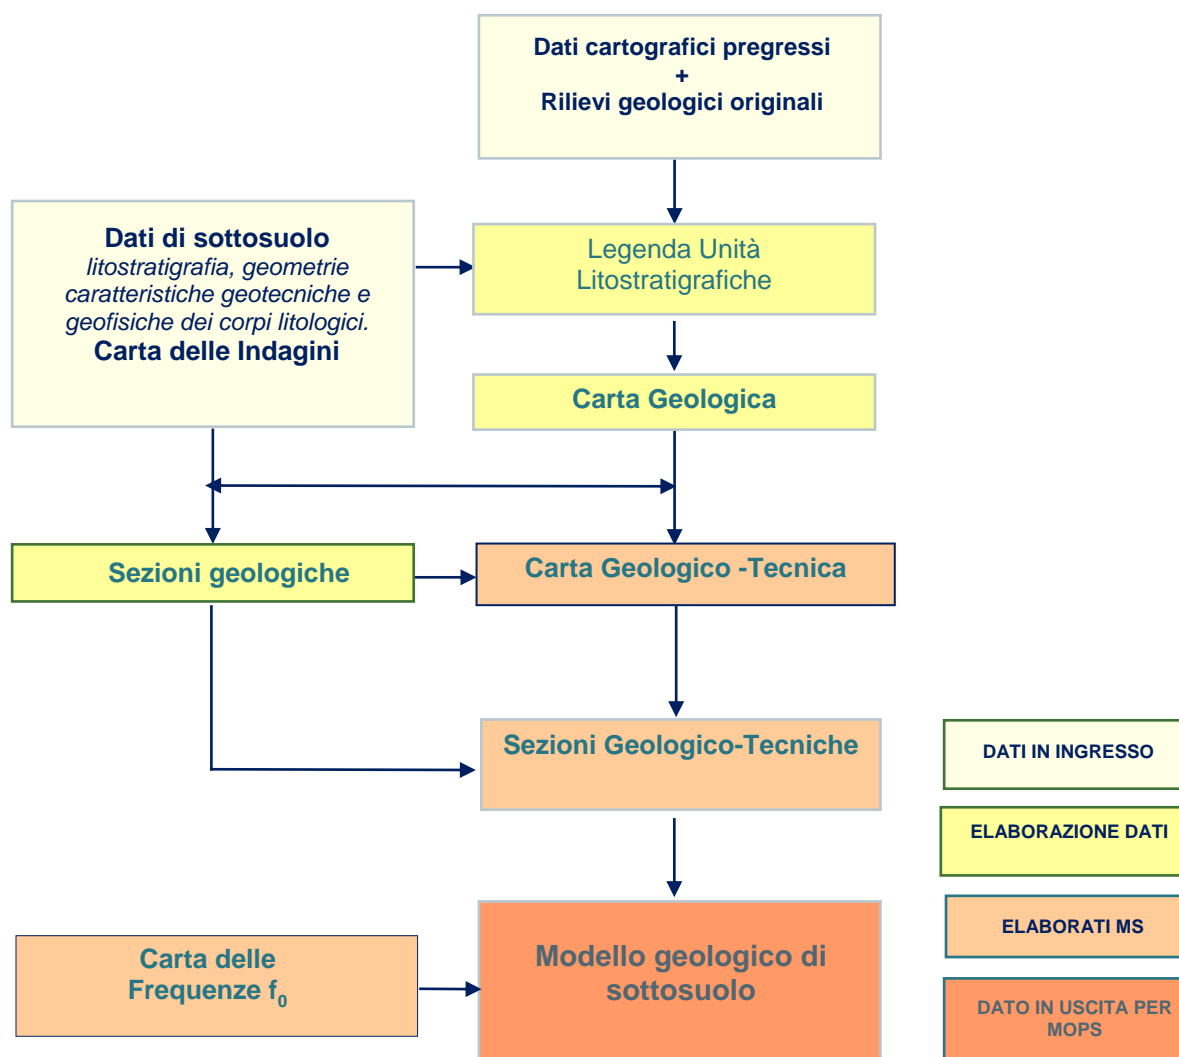 Dati cartografici pregressi
+
Rilievi geologici originali
Dati di sottosuolo
litostratigrafia, geometrie
caratteristiche geotecniche e
geofisiche dei corpi litologici.
Carta delle Indagini
Legenda Unità
Litostratigrafiche
Carta Geologica
Sezioni geologiche
Carta Geologico -Tecnica
Sezioni Geologico-Tecniche
Carta delle
Frequenze f0
Modello geologico di
sottosuolo
DATI IN INGRESSO
ELABORAZIONE DATI
ELABORATI MS
DATO IN USCITA PER
MOPS